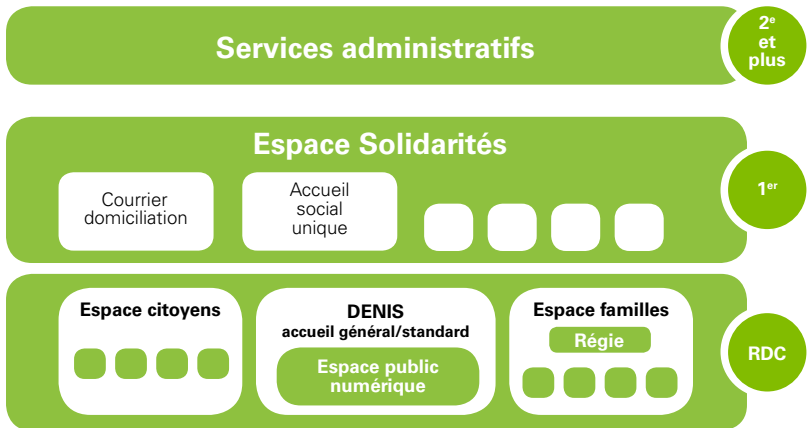 Services administratifs
2e
et
plus
Espace Solidarités
Courrier
domiciliation
Accueil
social
unique
1er
Espace citoyens
DENIS
accueil général/standard
Espace public
numérique
Espace familles
Régie
RDC